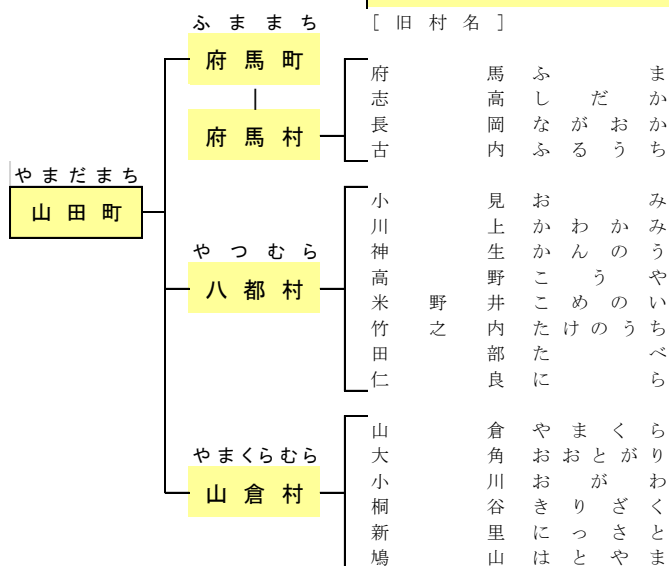 [旧村名]
ふままち
府馬町
府馬村
府馬 ふま
志高 しだか
長岡 ながおか
古内 ふるうち
やまだまち
山田町
やつむら
八都村
小見 おみ
川上 かわかみ
神生 かんのう
高野 こうや
米野井 こめのい
竹之内 たけのうち
田部 たべ
仁良 にら
やまくらむら
山倉村
山倉 やまくら
大角 おおとがり
小川 おがわ
桐谷 きりざく
新里 にっさと
鳩山 はとやま